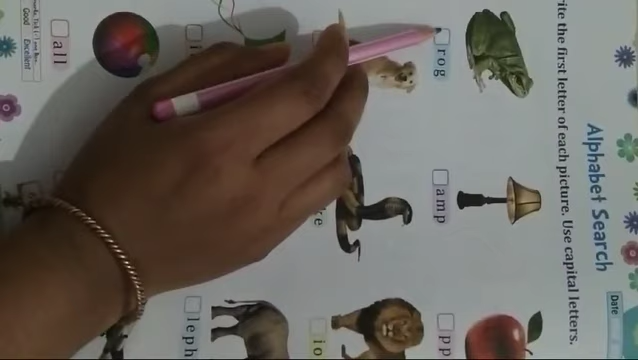 Alphabet Search
Date
rite the first letter of each picture. Use capital letters.
rog
amp
pp
io
leph
all
Good
Excellent